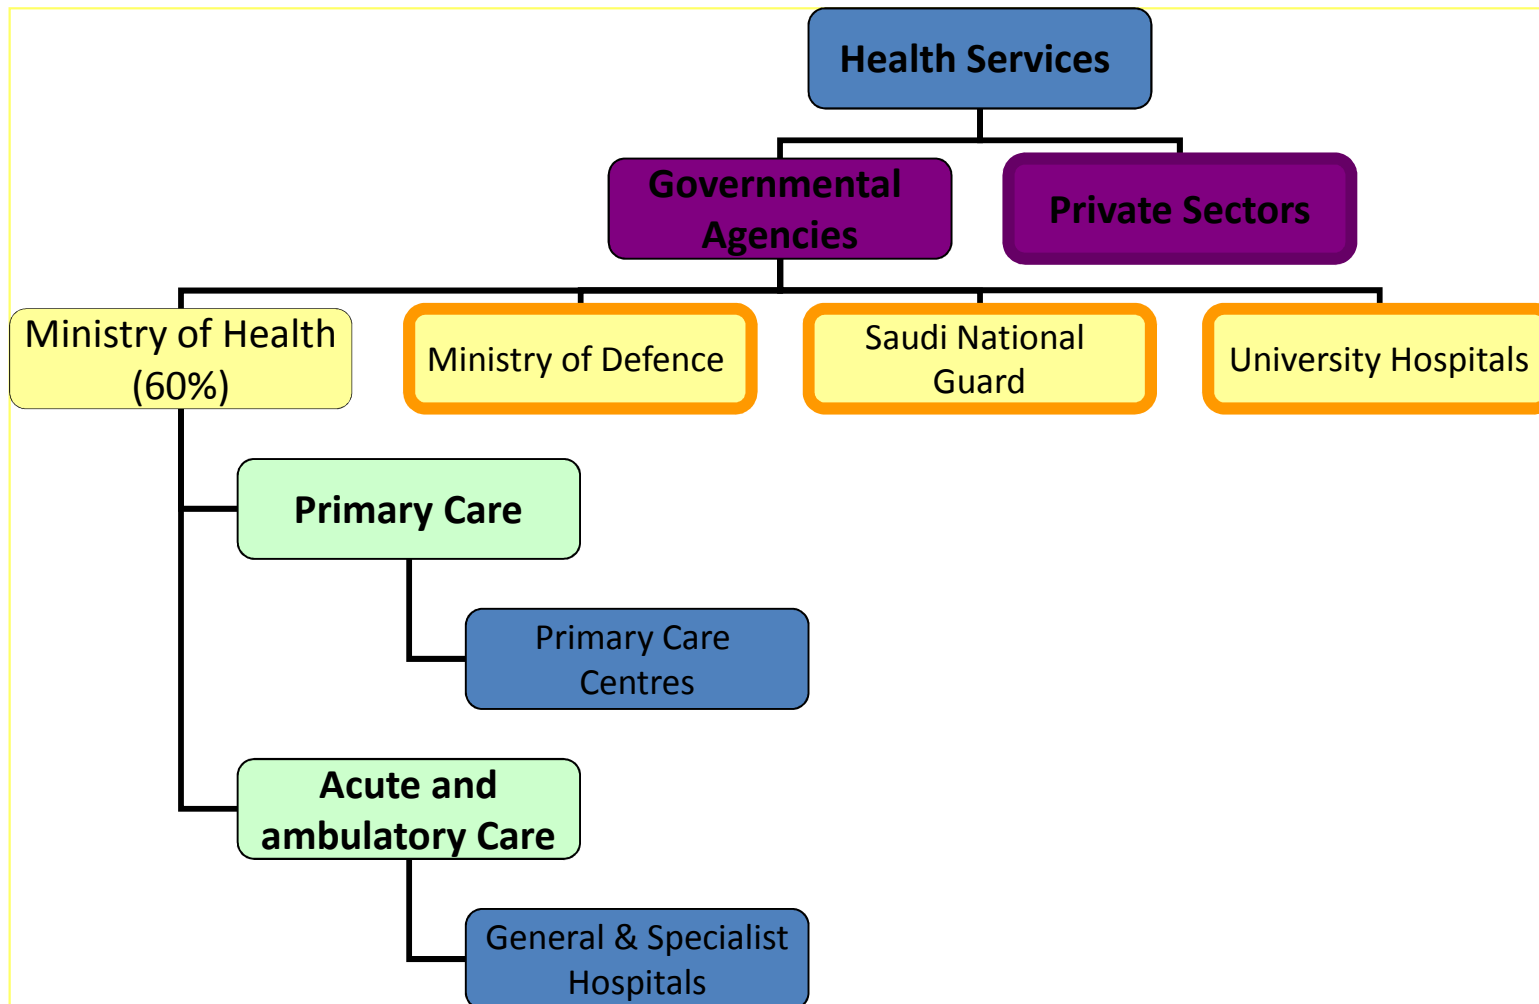 Health Services
Governmental
Agencies
Private Sectors
Ministry of Health
(60%)
Ministry of Defence
Saudi National
Guard
University Hospitals
Primary Care
Primary Care
Centres
Acute and
ambulatory Care
General & Specialist
Hospitals